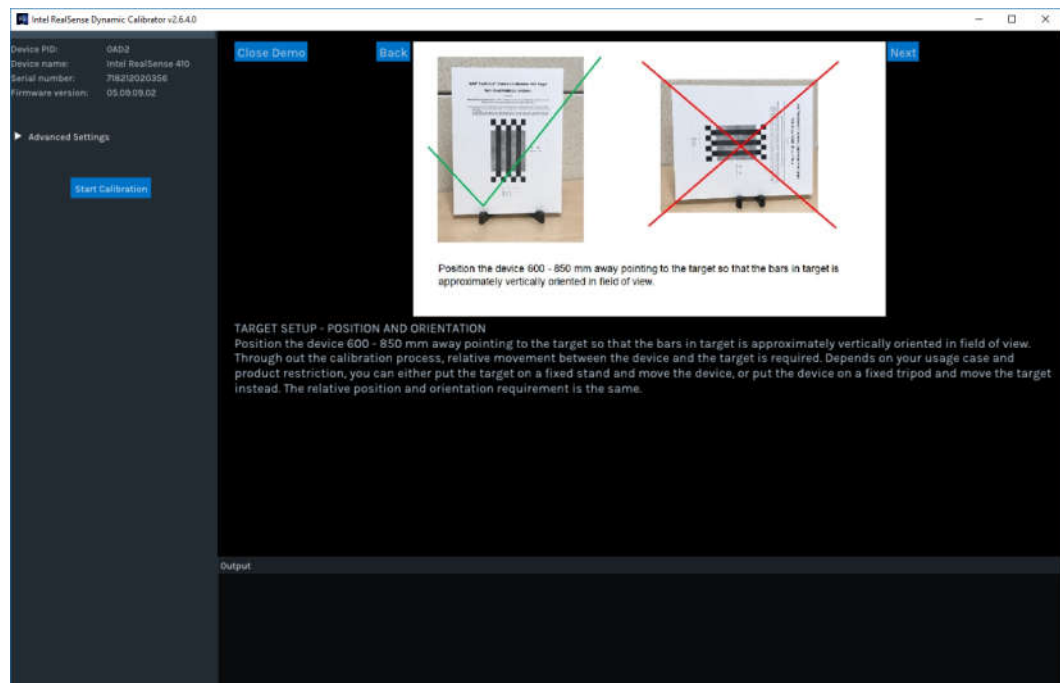 Intel RealSense Dynamic Calibrator v2.6.4.0
Device PID: 0AD2
Device name: Intel RealSense 410
Serial number: 718212020356
Firmware version: 05.09.09.02
Advanced Settings
Start Calibration
Close Demo
Back
Next
Position the device 600 - 850 mm away pointing to the target so that the bars in target is
approximately vertically oriented in field of view.
TARGET SETUP - POSITION AND ORIENTATION
Position the device 600 - 850 mm away pointing to the target so that the bars in target is approximately vertically oriented in field of view.
Through out the calibration process, relative movement between the device and the target is required. Depends on your usage case and
product restriction, you can either put the target on a fixed stand and move the device, or put the device on a fixed tripod and move the target
instead. The relative position and orientation requirement is the same.
Output